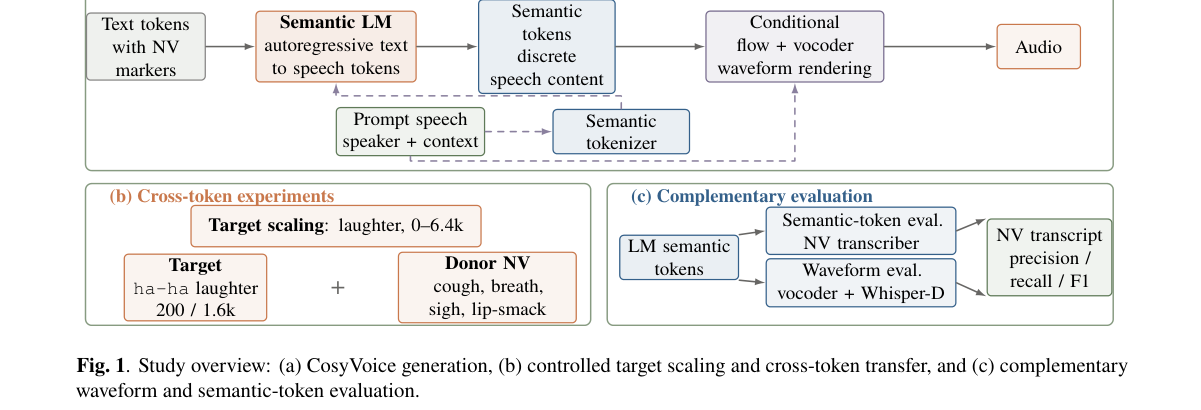 Text tokens
with NV
markers
Semantic LM
autoregressive text
to speech tokens
Semantic
tokens
discrete
speech content
Conditional
flow + vocoder
waveform rendering
Audio
Prompt speech
speaker + context
Semantic
tokenizer
(b) Cross-token experiments
Target scaling: laughter, 0–6.4k
Target
ha-ha laughter
200 / 1.6k
+
Donor NV
cough, breath,
sigh, lip-smack
(c) Complementary evaluation
LM semantic
tokens
Semantic-token eval.
NV transcriber
Waveform eval.
vocoder + Whisper-D
NV transcript
precision /
recall / F1
Fig. 1. Study overview: (a) CosyVoice generation, (b) controlled target scaling and cross-token transfer, and (c) complementary
waveform and semantic-token evaluation.